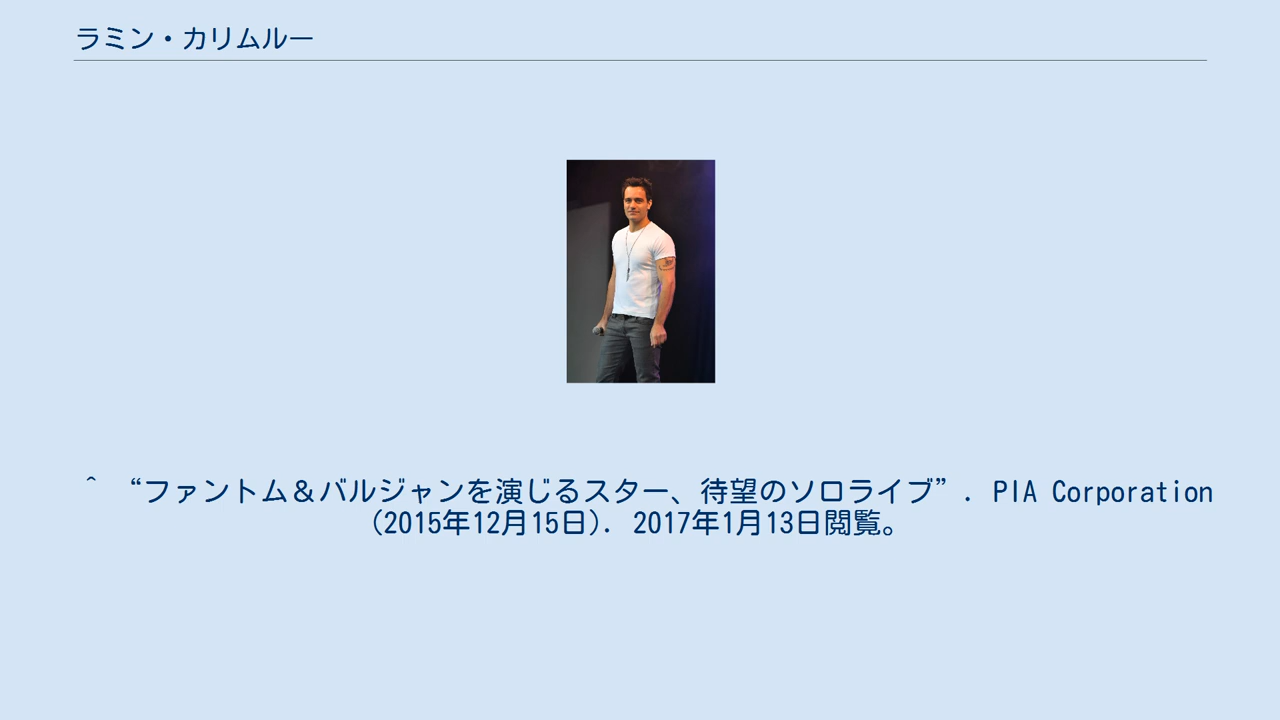 ラミン・カリムルー
^ “ファントム＆バルジャンを演じるスター、待望のソロライブ”. PIA Corporation
(2015年12月15日). 2017年1月13日閲覧。